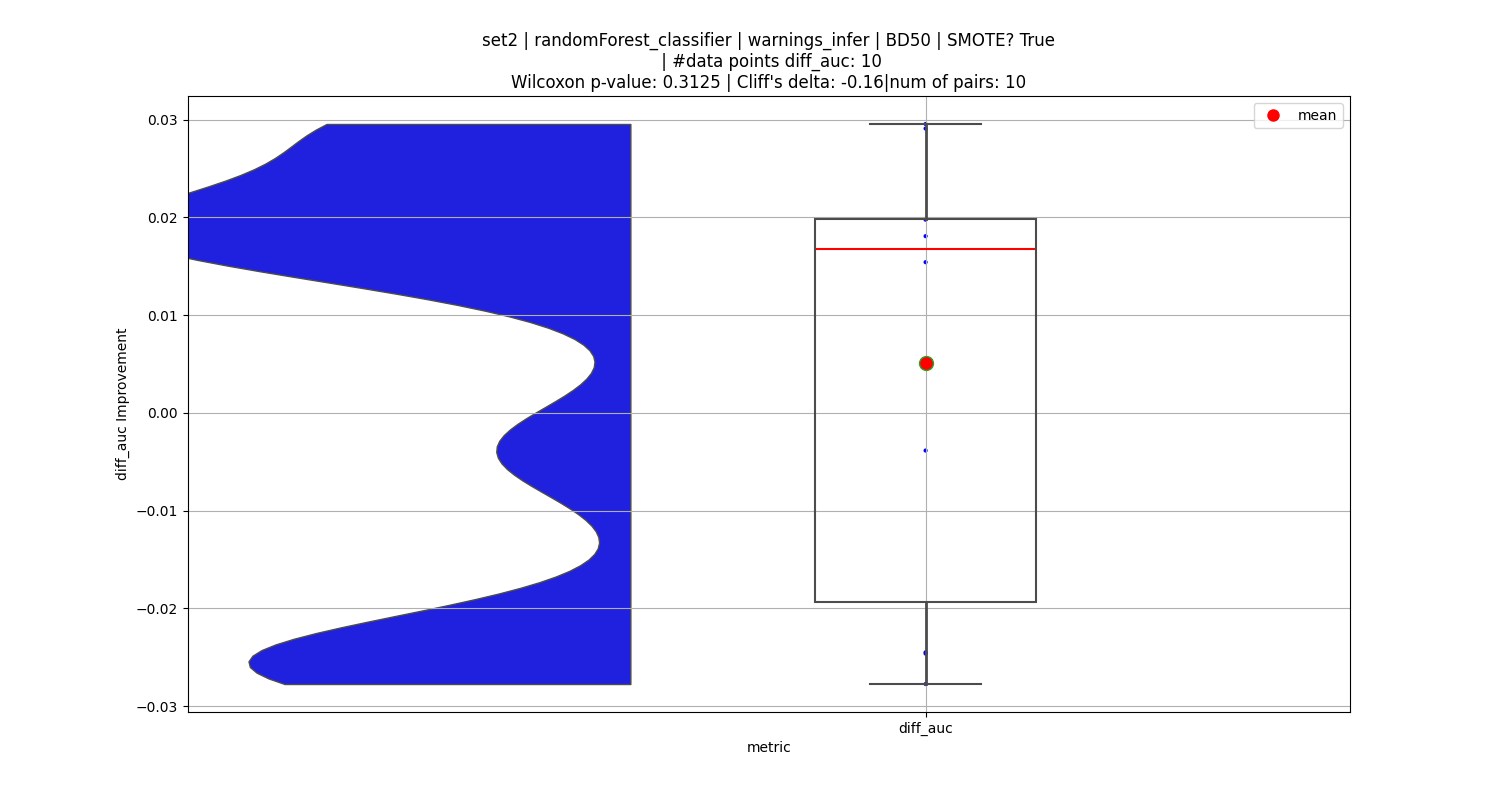 set2 | randomForest_classifier | warnings_infer | BD50 | SMOTE? True
| #data points diff_auc: 10
Wilcoxon p-value: 0.3125 | Cliff's delta: -0.16|num of pairs: 10
mean
0.03
0.02
0.01
0.00
−0.01
−0.02
−0.03
diff_auc Improvement
diff_auc
metric